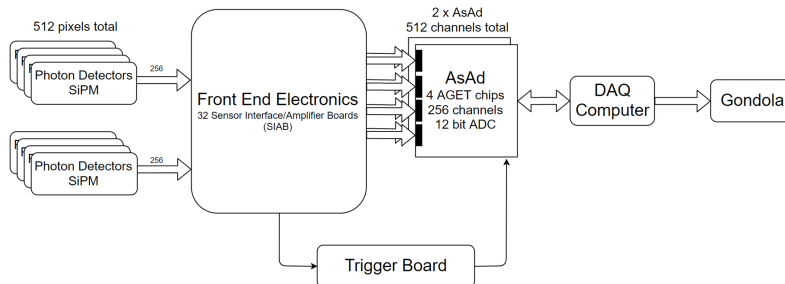 512 pixels total
Photon Detectors
SiPM
256
Photon Detectors
SiPM
256
Front End Electronics
32 Sensor Interface/Amplifier Boards
(SIAB)
2 x AsAd
512 channels total
AsAd
4 AGET chips
256 channels
12 bit ADC
DAQ
Computer
Gondola
Trigger Board